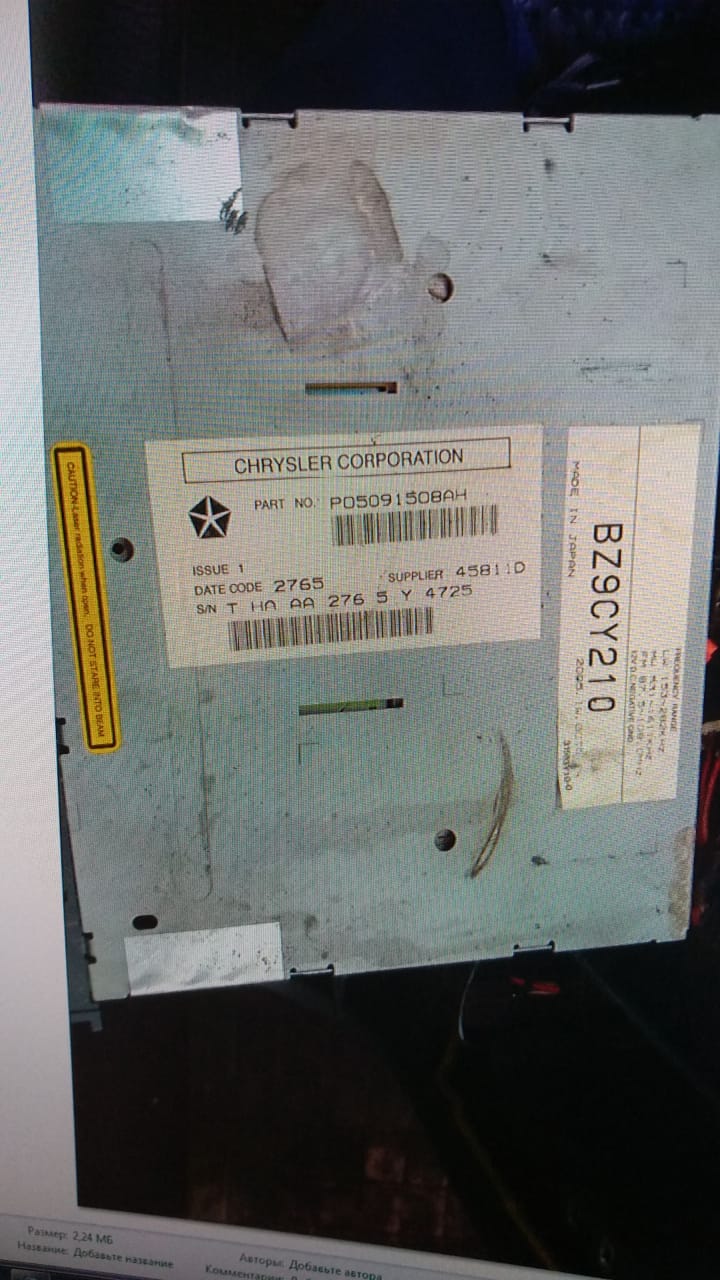 CHRYSLER CORPORATION
PART NO. P05091508AH
ISSUE 1
DATE CODE 2765
SUPPLIER 45811D
S/N T HA AA 276 5 Y 4725
CAUTION-Laser radiation when open. DO NOT STARE INTO BEAM
MADE IN JAPAN
BZ9CY210
FREQUENCY RANGE
Размер: 2,24 МБ
Название: Добавьте название
Авторы: Добавьте автора